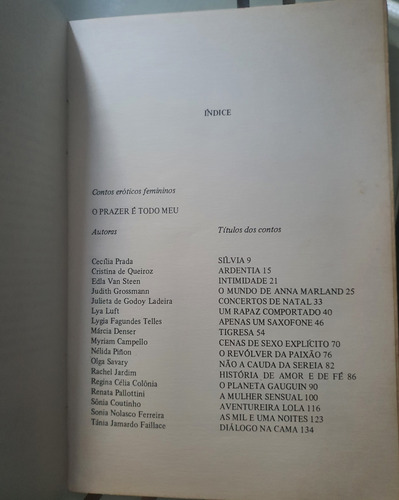 ÍNDICE
Contos eróticos femininos
O PRAZER É TODO MEU
Autoras Títulos dos contos
Cecília Prada SÍLVIA 9
Cristina de Queiroz ARDENTIA 15
Edla Van Steen INTIMIDADE 21
Judith Grossmann O MUNDO DE ANNA MARLAND 25
Julieta de Godoy Ladeira CONCERTOS DE NATAL 33
Lya Luft UM RAPAZ COMPORTADO 40
Lygia Fagundes Telles APENAS UM SAXOFONE 46
Márcia Denser TIGRESA 54
Myriam Campello CENAS DE SEXO EXPLÍCITO 70
Nélida Piñon O REVÓLVER DA PAIXÃO 76
Olga Savary NÃO A CAUDA DA SEREIA 82
Rachel Jardim HISTÓRIA DE AMOR E DE FÉ 86
Regina Célia Colônia O PLANETA GAUGUIN 90
Renata Pallottini A MULHER SENSUAL 100
Sônia Coutinho AVENTUREIRA LOLA 116
Sonia Nolasco Ferreira AS MIL E UMA NOITES 123
Tânia Jamardo Faillace DIÁLOGO NA CAMA 134